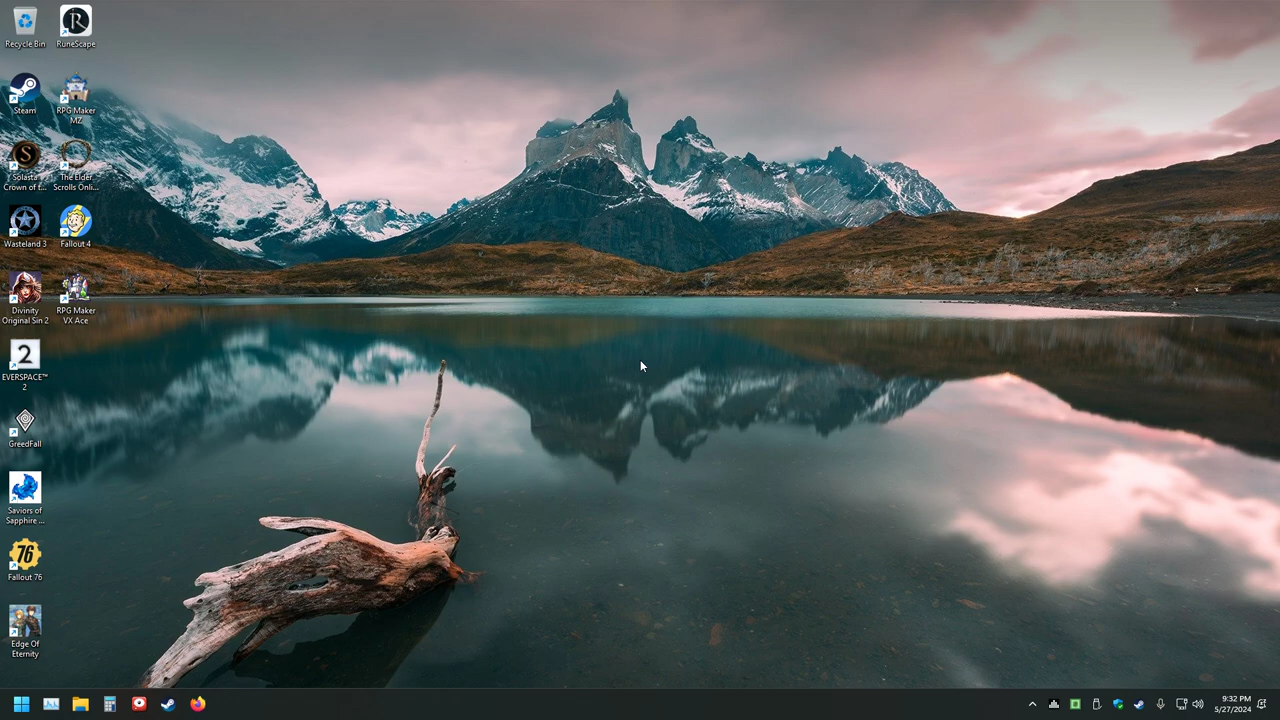 Recycle Bin
RuneScape
Steam
RPG Maker
MZ
Solasta
Crown of t...
The Elder
Scrolls Onli...
Wasteland 3
Fallout 4
Divinity
Original Sin 2
RPG Maker
VX Ace
2
EVERSPACE™
2
GreedFall
Saviors of
Sapphire ...
76
Fallout 76
Edge Of
Eternity
9:32 PM
5/27/2024